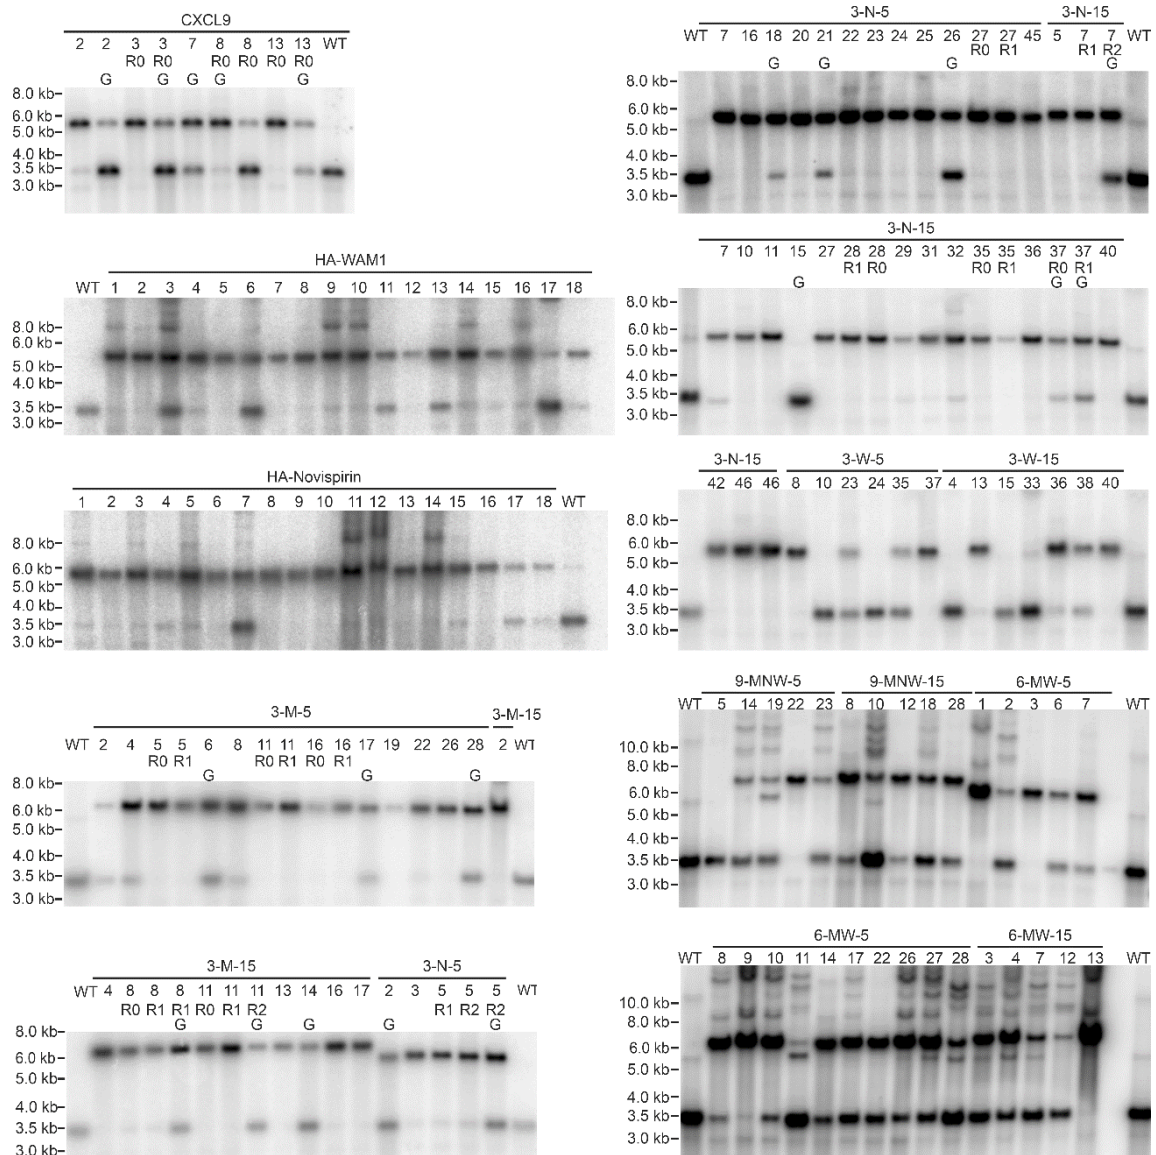 CXCL9
2 2 3 3 7 8 8 13 13 WT
R0 R0 R0 R0 R0
G G G G G
8.0 kb
6.0 kb
5.0 kb
4.0 kb
3.5 kb
3.0 kb
HA-WAM1
WT 1 2 3 4 5 6 7 8 9 10 11 12 13 14 15 16 17 18
8.0 kb
6.0 kb
5.0 kb
4.0 kb
3.5 kb
3.0 kb
HA-Novispirin
1 2 3 4 5 6 7 8 9 10 11 12 13 14 15 16 17 18 WT
8.0 kb
6.0 kb
5.0 kb
4.0 kb
3.5 kb
3.0 kb
3-M-5 3-M-15
WT 2 4 5 5 6 8 11 11 16 16 17 19 22 26 28 2 WT
R0 R1 R0 R1 R0 R1
G G G
8.0 kb
6.0 kb
5.0 kb
4.0 kb
3.5 kb
3.0 kb
3-M-15 3-N-5
WT 4 8 8 8 11 11 11 13 14 16 17 2 3 5 5 5 WT
R0 R1 R1 R0 R1 R2 R1 R2 R2
G G G G G
8.0 kb
6.0 kb
5.0 kb
4.0 kb
3.5 kb
3.0 kb
3-N-5 3-N-15
WT 7 16 18 20 21 22 23 24 25 26 27 27 45 5 7 7 WT
R0 R1 R1 R2
G G G G
8.0 kb
6.0 kb
5.0 kb
4.0 kb
3.5 kb
3.0 kb
3-N-15
WT 7 10 11 15 27 28 28 29 31 32 35 35 36 37 37 40 WT
R1 R0 R0 R1 R0 R1
G G G
8.0 kb
6.0 kb
5.0 kb
4.0 kb
3.5 kb
3.0 kb
3-N-15 3-W-5 3-W-15
WT 42 46 46 8 10 23 24 35 37 4 13 15 33 36 38 40 WT
8.0 kb
6.0 kb
5.0 kb
4.0 kb
3.5 kb
3.0 kb
9-MNW-5 9-MNW-15 6-MW-5
WT 5 14 19 22 23 8 10 12 18 28 1 2 3 6 7 WT
10.0 kb
8.0 kb
6.0 kb
5.0 kb
4.0 kb
3.5 kb
3.0 kb
6-MW-5 6-MW-15
WT 8 9 10 11 14 17 22 26 27 28 3 4 7 12 13 WT
10.0 kb
8.0 kb
6.0 kb
5.0 kb
4.0 kb
3.5 kb
3.0 kb